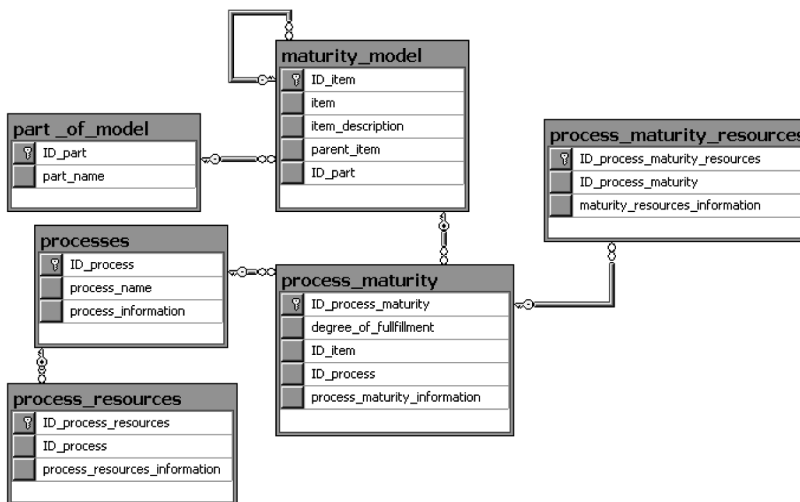 maturity_model
ID_item
item
item_description
parent_item
ID_part
part _of_model
ID_part
part_name
process_maturity_resources
ID_process_maturity_resources
ID_process_maturity
maturity_resources_information
processes
ID_process
process_name
process_information
process_maturity
ID_process_maturity
degree_of_fullfillment
ID_item
ID_process
process_maturity_information
process_resources
ID_process_resources
ID_process
process_resources_information